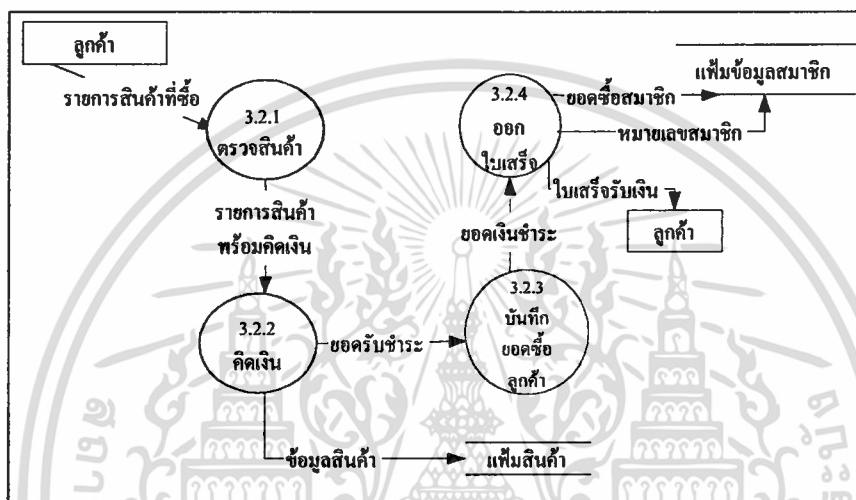 ลูกค้า
รายการสินค้าที่ซื้อ
3.2.1
ตรวจสินค้า
รายการสินค้า
พร้อมคิดเงิน
3.2.2
คิดเงิน
ยอดรับชำระ
ข้อมูลสินค้า
แฟ้มสินค้า
3.2.3
บันทึก
ยอดซื้อ
ลูกค้า
ยอดเงินชำระ
3.2.4
ออก
ใบเสร็จ
ยอดซื้อสมาชิก
หมายเลขสมาชิก
แฟ้มข้อมูลสมาชิก
ใบเสร็จรับเงิน
ลูกค้า